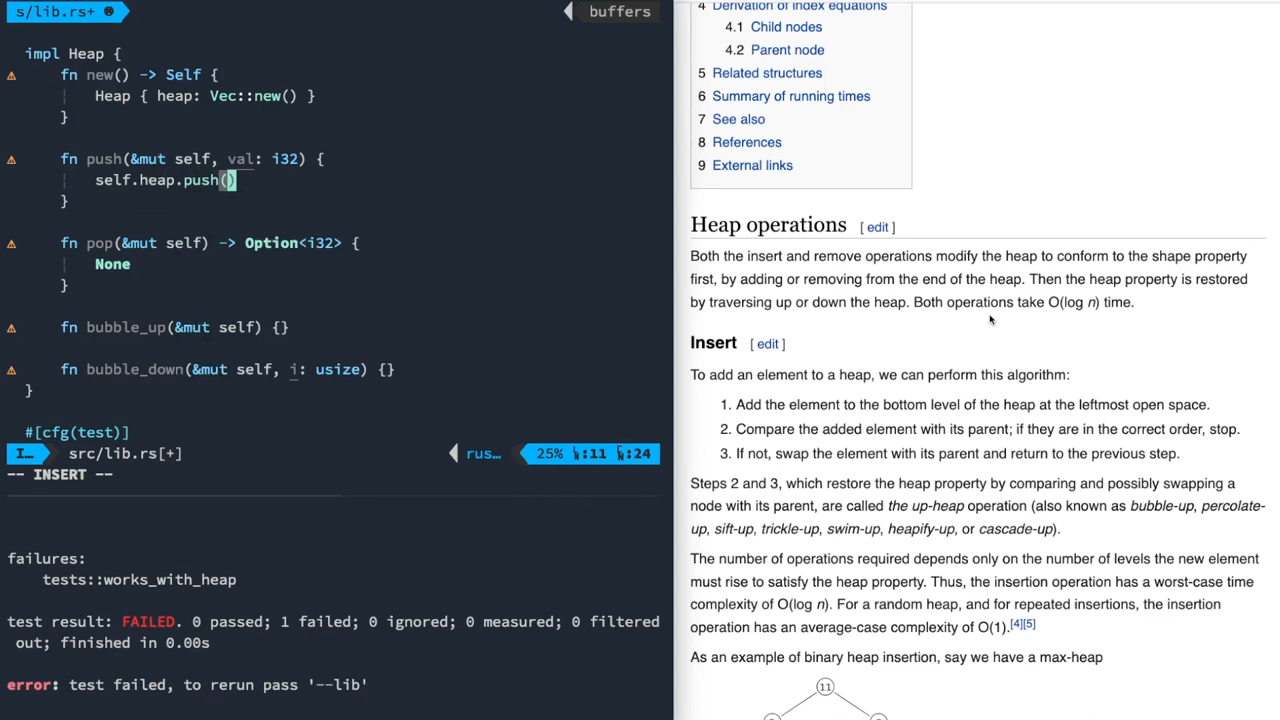 s/lib.rs+
buffers
impl Heap {
fn new() -> Self {
Heap { heap: Vec::new() }
}
fn push(&mut self, val: i32) {
self.heap.push()
}
fn pop(&mut self) -> Option<i32> {
None
}
fn bubble_up(&mut self) {}
fn bubble_down(&mut self, i: usize) {}
}
#[cfg(test)]
I… src/lib.rs[+] rus… 25% :11 :24
-- INSERT --
failures:
tests::works_with_heap
test result: FAILED. 0 passed; 1 failed; 0 ignored; 0 measured; 0 filtered
out; finished in 0.00s
error: test failed, to rerun pass '--lib'
4 Derivation of index equations
4.1 Child nodes
4.2 Parent node
5 Related structures
6 Summary of running times
7 See also
8 References
9 External links
Heap operations [ edit ]
Both the insert and remove operations modify the heap to conform to the shape property
first, by adding or removing from the end of the heap. Then the heap property is restored
by traversing up or down the heap. Both operations take O(log n) time.
Insert [ edit ]
To add an element to a heap, we can perform this algorithm:
1. Add the element to the bottom level of the heap at the leftmost open space.
2. Compare the added element with its parent; if they are in the correct order, stop.
3. If not, swap the element with its parent and return to the previous step.
Steps 2 and 3, which restore the heap property by comparing and possibly swapping a
node with its parent, are called the up-heap operation (also known as bubble-up, percolate-
up, sift-up, trickle-up, swim-up, heapify-up, or cascade-up).
The number of operations required depends only on the number of levels the new element
must rise to satisfy the heap property. Thus, the insertion operation has a worst-case time
complexity of O(log n). For a random heap, and for repeated insertions, the insertion
operation has an average-case complexity of O(1).[4][5]
As an example of binary heap insertion, say we have a max-heap
11